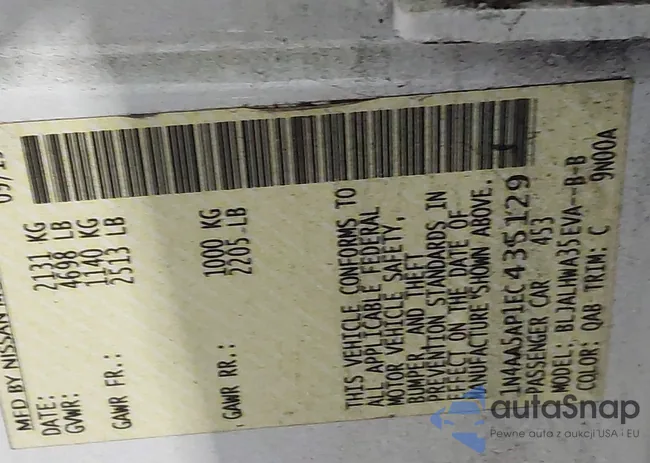 MFD BY NISSAN
DATE:
GVWR: 2131 KG
4698 LB
GAWR FR.: 1140 KG
2513 LB
GAWR RR.: 1000 KG
2205 LB
THIS VEHICLE CONFORMS TO
ALL APPLICABLE FEDERAL
MOTOR VEHICLE SAFETY,
BUMPER, AND THEFT
PREVENTION STANDARDS IN
EFFECT ON THE DATE OF
MANUFACTURE SHOWN ABOVE.
1N4AA5AP1EC435129
PASSENGER CAR 453
MODEL: BLJALHWA35EVA--B-B
COLOR: QAB TRIM: C 9N00A
autaSnap
Pewne auta z aukcji USA i EU